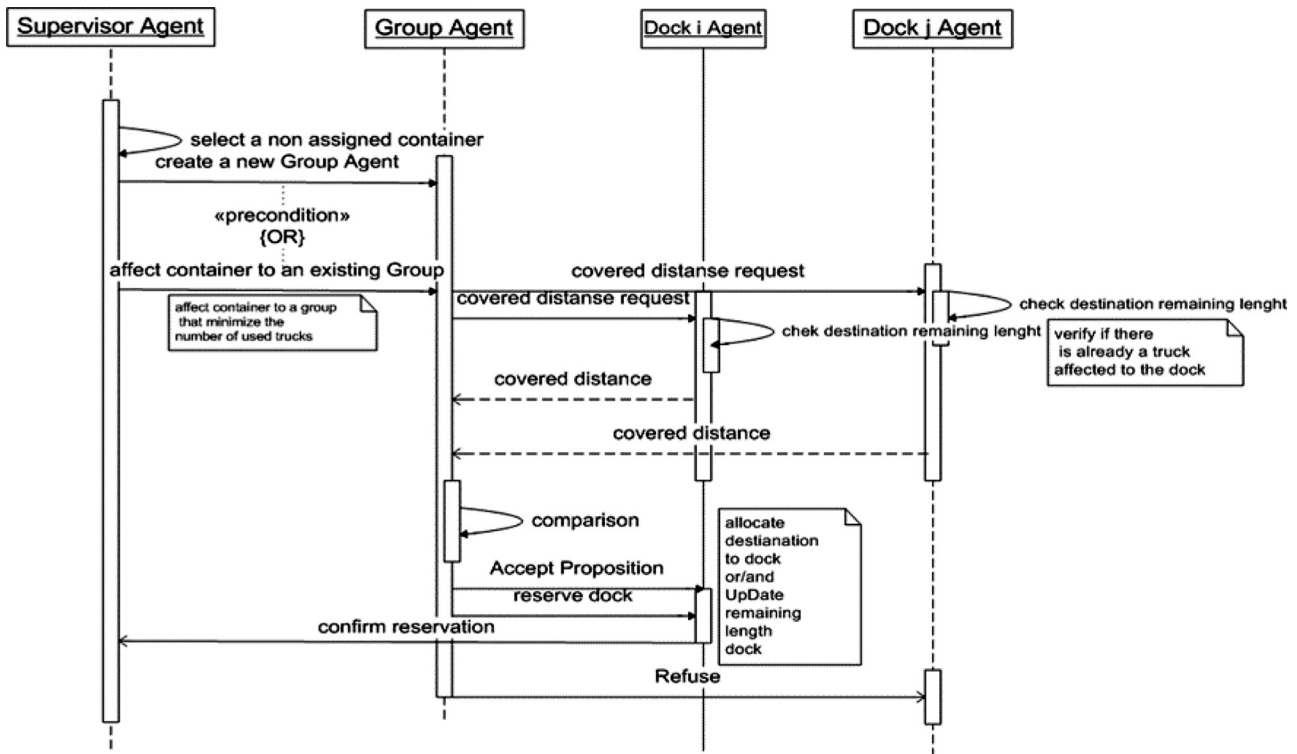 Supervisor Agent
Group Agent
Dock i Agent
Dock j Agent
select a non assigned container
create a new Group Agent
«precondition»
{OR}
affect container to an existing Group
affect container to a group
that minimize the
number of used trucks
covered distanse request
covered distanse request
check destination remaining lenght
chek destination remaining lenght
verify if there
is already a truck
affected to the dock
covered distance
covered distance
comparison
allocate
destianation
to dock
or/and
UpDate
remaining
length
dock
Accept Proposition
reserve dock
confirm reservation
Refuse